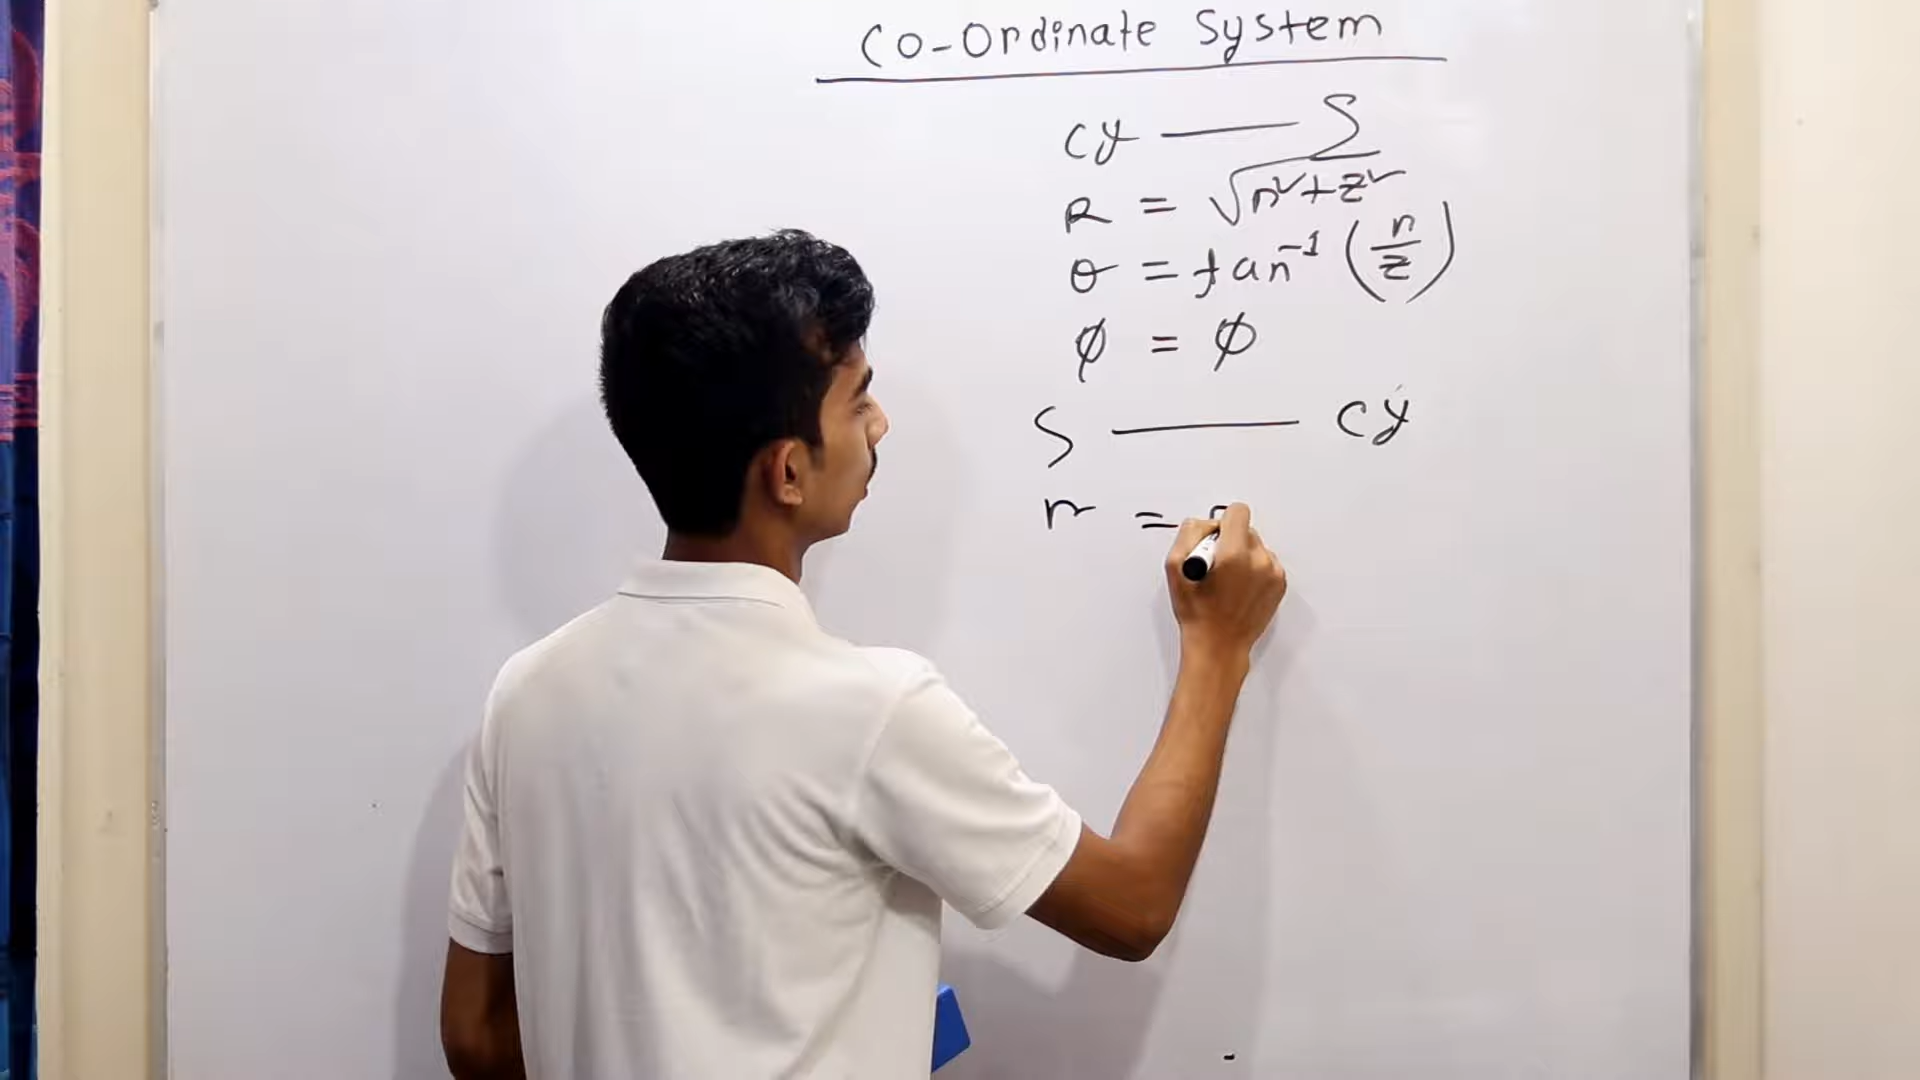 Co-Ordinate System
Cy — S
R = √r²+z²
θ = tan⁻¹ (r/z)
φ = φ
S — Cy
r =